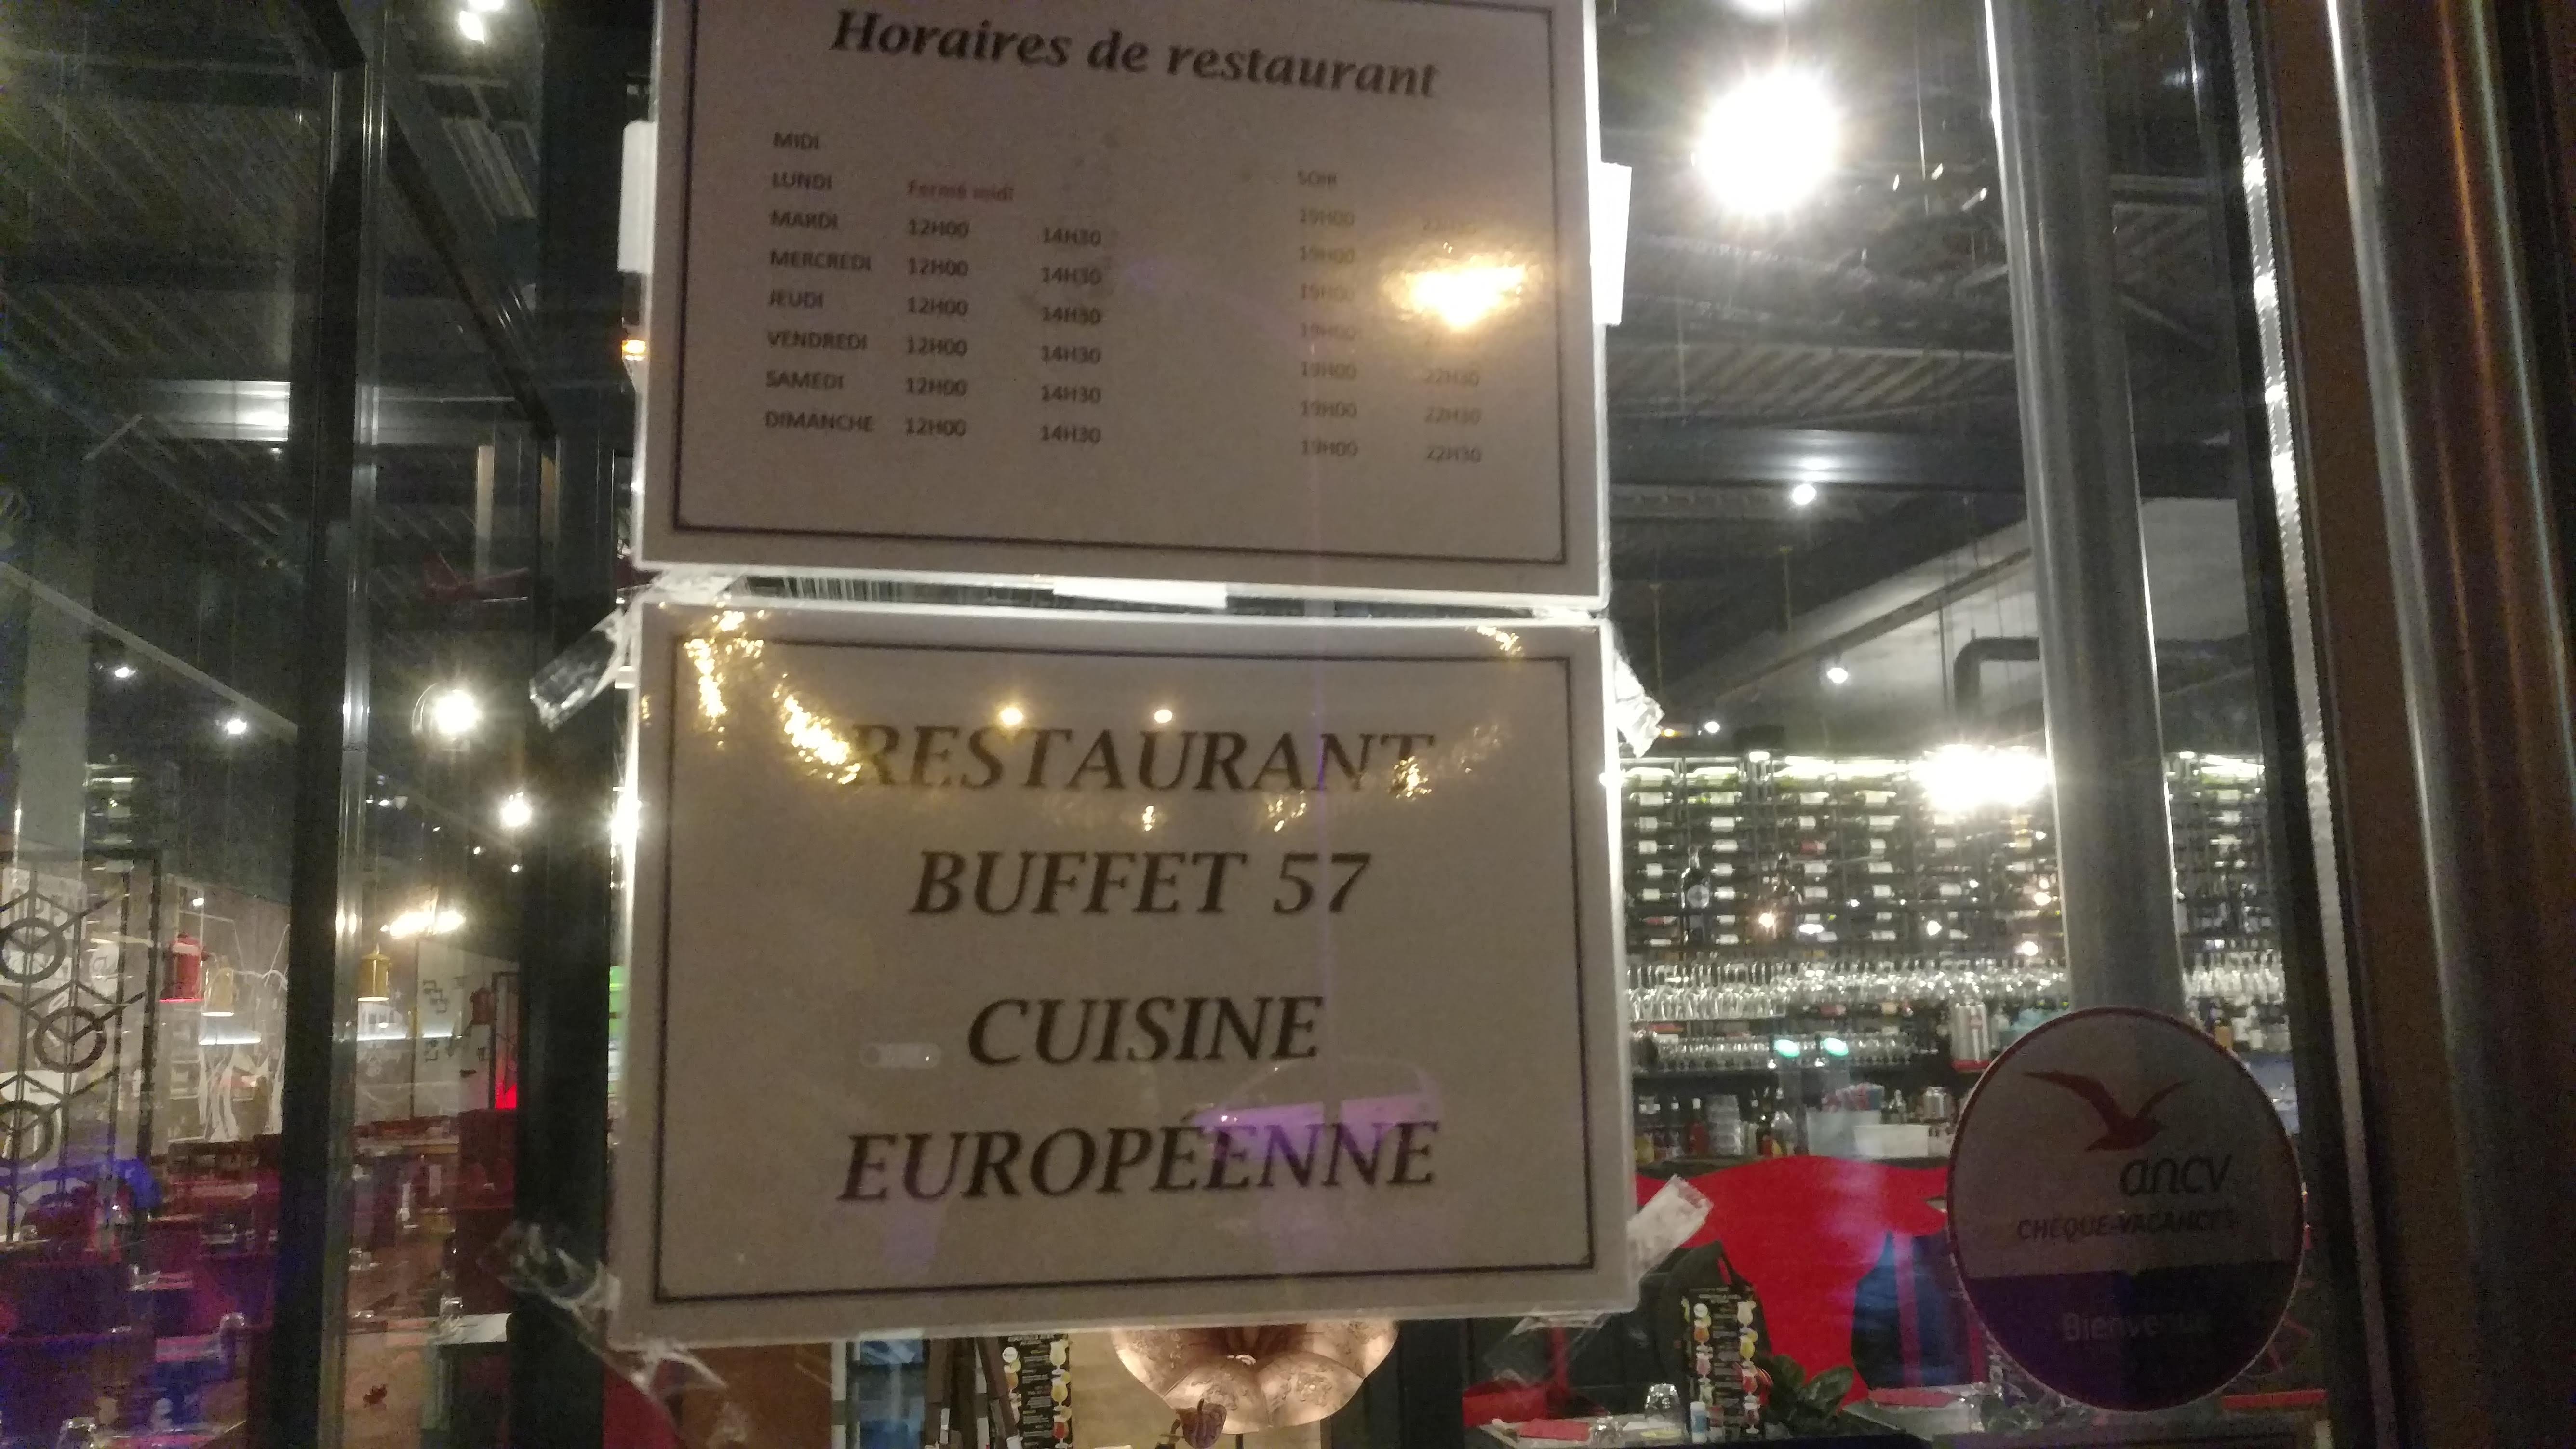 Horaires de restaurant
MIDI SOIR
LUNDI Fermé midi 19H00
MARDI 12H00 14H30 19H00
MERCREDI 12H00 14H30 19H00
JEUDI 12H00 14H30 19H00
VENDREDI 12H00 14H30 19H00 22H30
SAMEDI 12H00 14H30 19H00 22H30
DIMANCHE 12H00 14H30 19H00 22H30
RESTAURANT
BUFFET 57
CUISINE
EUROPÉENNE
ancv
CHEQUE-VACANCES
Bienvenue